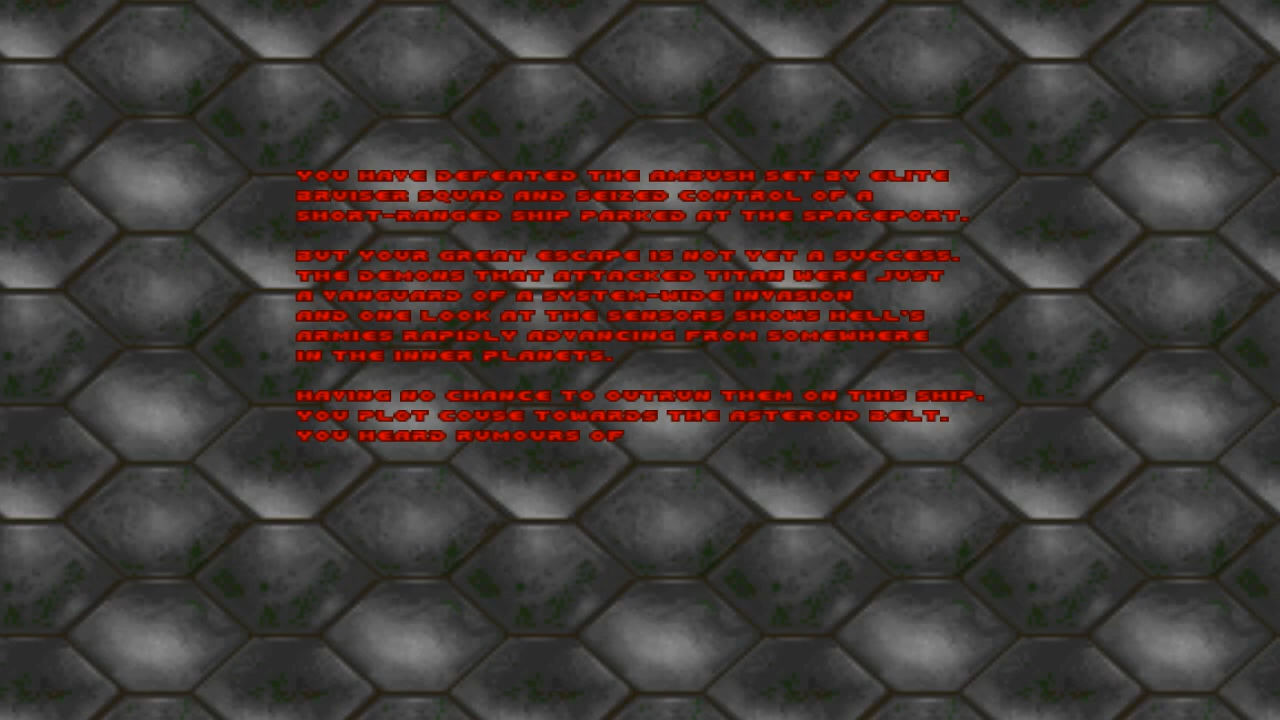 YOU HAVE DEFEATED THE AMBUSH SET BY ELITE
BRUISER SQUAD AND SEIZED CONTROL OF A
SHORT-RANGED SHIP PARKED AT THE SPACEPORT.
BUT YOUR GREAT ESCAPE IS NOT YET A SUCCESS.
THE DEMONS THAT ATTACKED TITAN WERE JUST
A VANGUARD OF A SYSTEM-WIDE INVASION
AND ONE LOOK AT THE SENSORS SHOWS HELL'S
ARMIES RAPIDLY ADVANCING FROM SOMEWHERE
IN THE INNER PLANETS.
HAVING NO CHANCE TO OUTRUN THEM ON THIS SHIP,
YOU PLOT COUSE TOWARDS THE ASTEROID BELT.
YOU HEARD RUMOURS OF